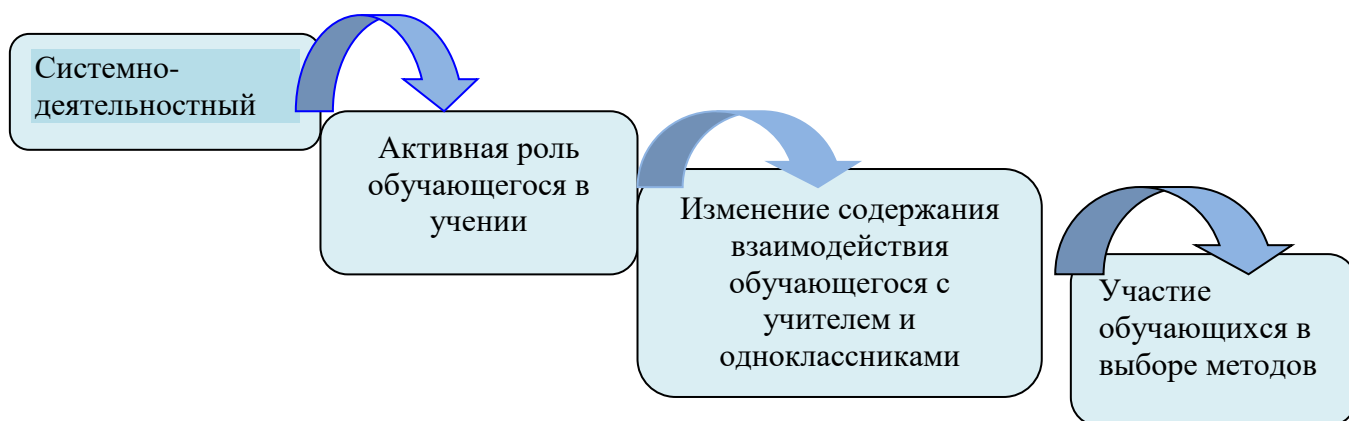 Системно-
деятельностный
Активная роль
обучающегося в
учении
Изменение содержания
взаимодействия
обучающегося с
учителем и
одноклассниками
Участие
обучающихся в
выборе методов